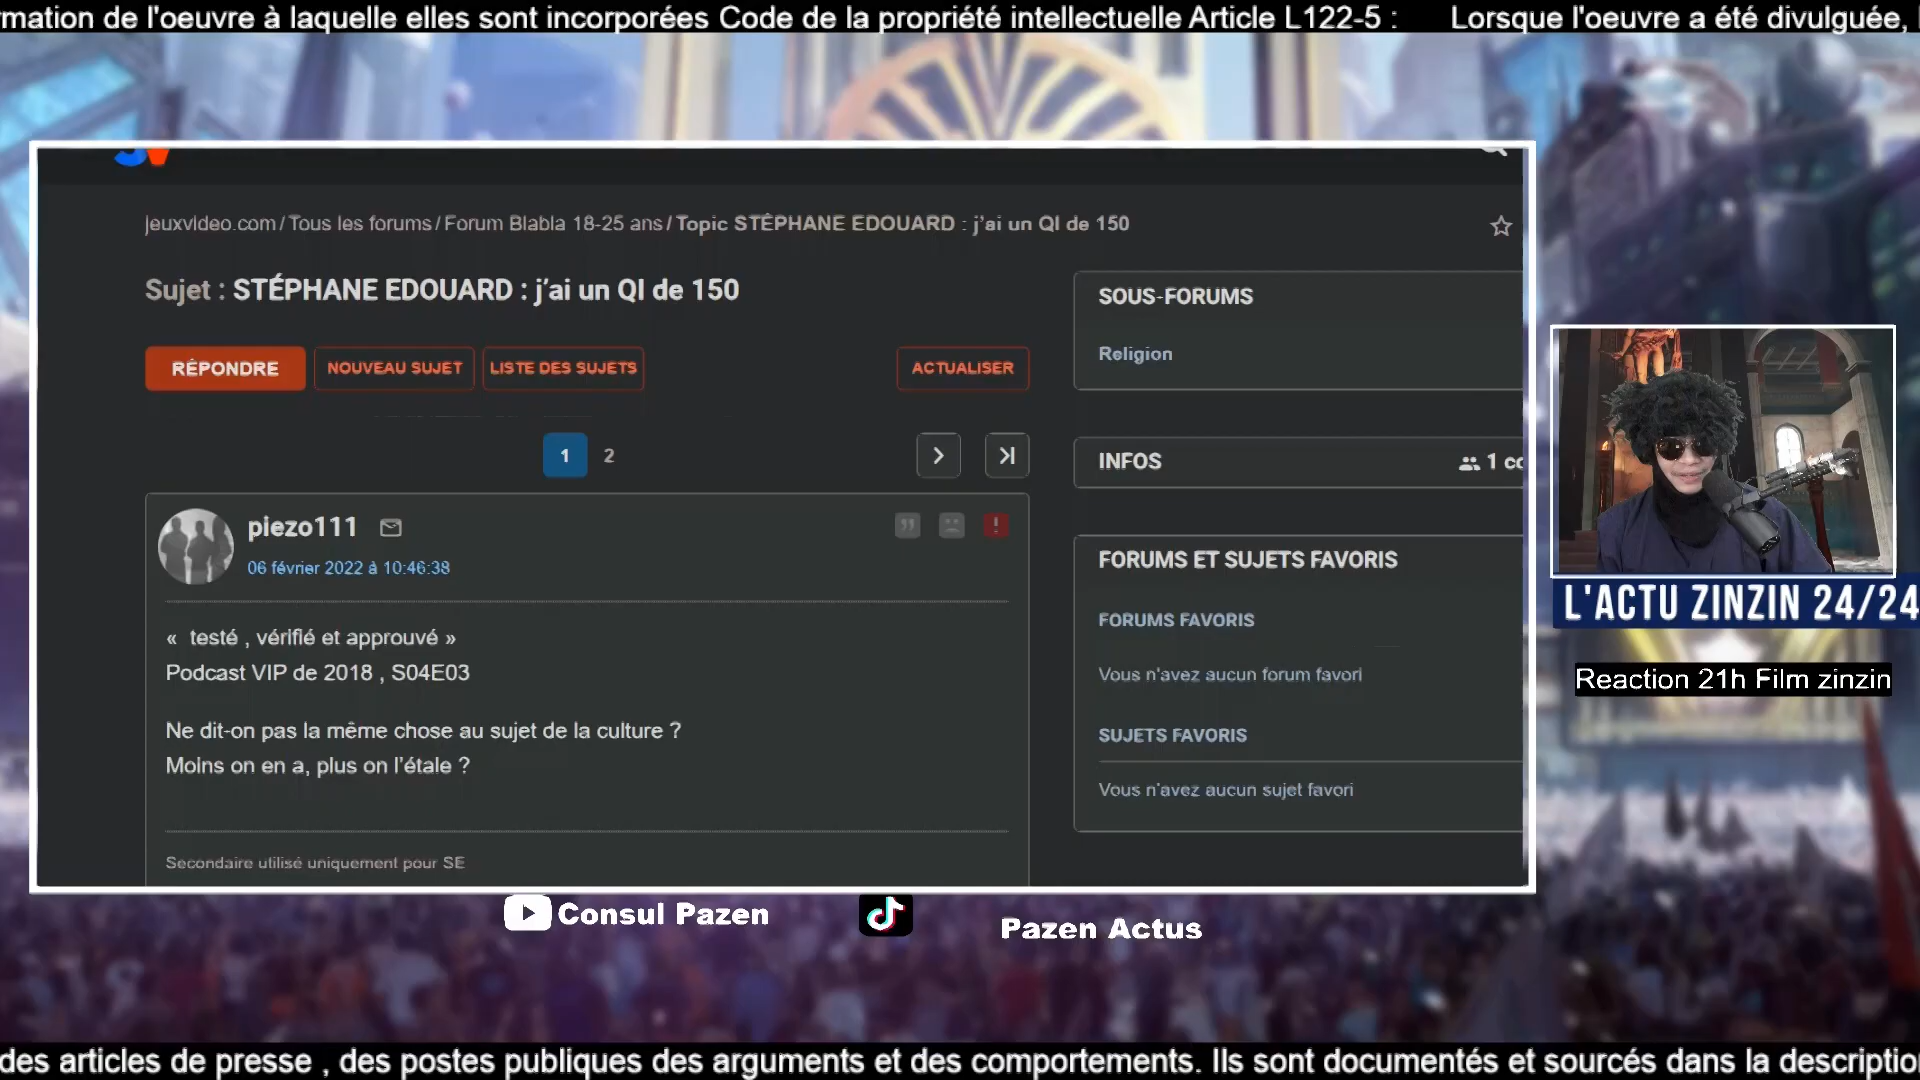 rmation de l'oeuvre à laquelle elles sont incorporées Code de la propriété intellectuelle Article L122-5 : Lorsque l'oeuvre a été divulguée,
jeuxvideo.com / Tous les forums / Forum Blabla 18-25 ans / Topic STÉPHANE EDOUARD : j'ai un QI de 150
Sujet : STÉPHANE EDOUARD : j'ai un QI de 150
RÉPONDRE NOUVEAU SUJET LISTE DES SUJETS ACTUALISER
1 2
piezo111
06 février 2022 à 10:46:38
« testé , vérifié et approuvé »
Podcast VIP de 2018 , S04E03
Ne dit-on pas la même chose au sujet de la culture ?
Moins on en a, plus on l'étale ?
Secondaire utilisé uniquement pour SE
SOUS-FORUMS
Religion
INFOS 1 co
FORUMS ET SUJETS FAVORIS
FORUMS FAVORIS
Vous n'avez aucun forum favori
SUJETS FAVORIS
Vous n'avez aucun sujet favori
L'ACTU ZINZIN 24/24
Reaction 21h Film zinzin
Consul Pazen
Pazen Actus
des articles de presse , des postes publiques des arguments et des comportements. Ils sont documentés et sourcés dans la description